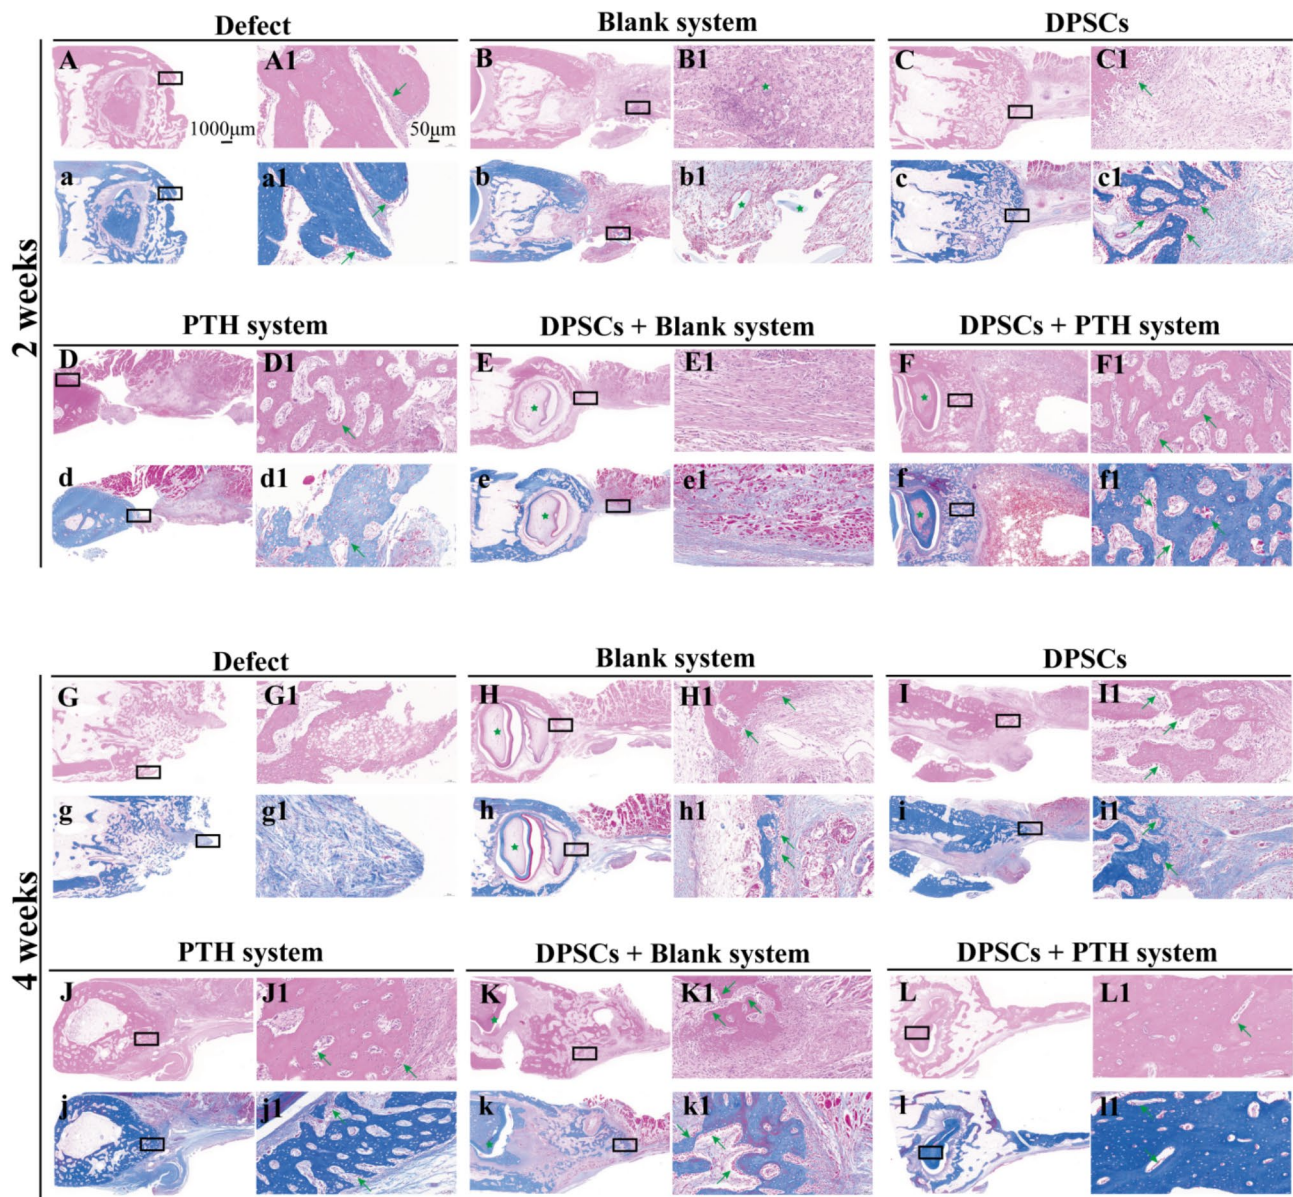 2 weeks
Defect
Blank system
DPSCs
A
A1
B
B1
C
C1
1000μm
50μm
a
a1
b
b1
c
c1
PTH system
DPSCs + Blank system
DPSCs + PTH system
D
D1
E
E1
F
F1
d
d1
e
e1
f
f1
4 weeks
Defect
Blank system
DPSCs
G
G1
H
H1
I
I1
g
g1
h
h1
i
i1
PTH system
DPSCs + Blank system
DPSCs + PTH system
J
J1
K
K1
L
L1
j
j1
k
k1
l
l1